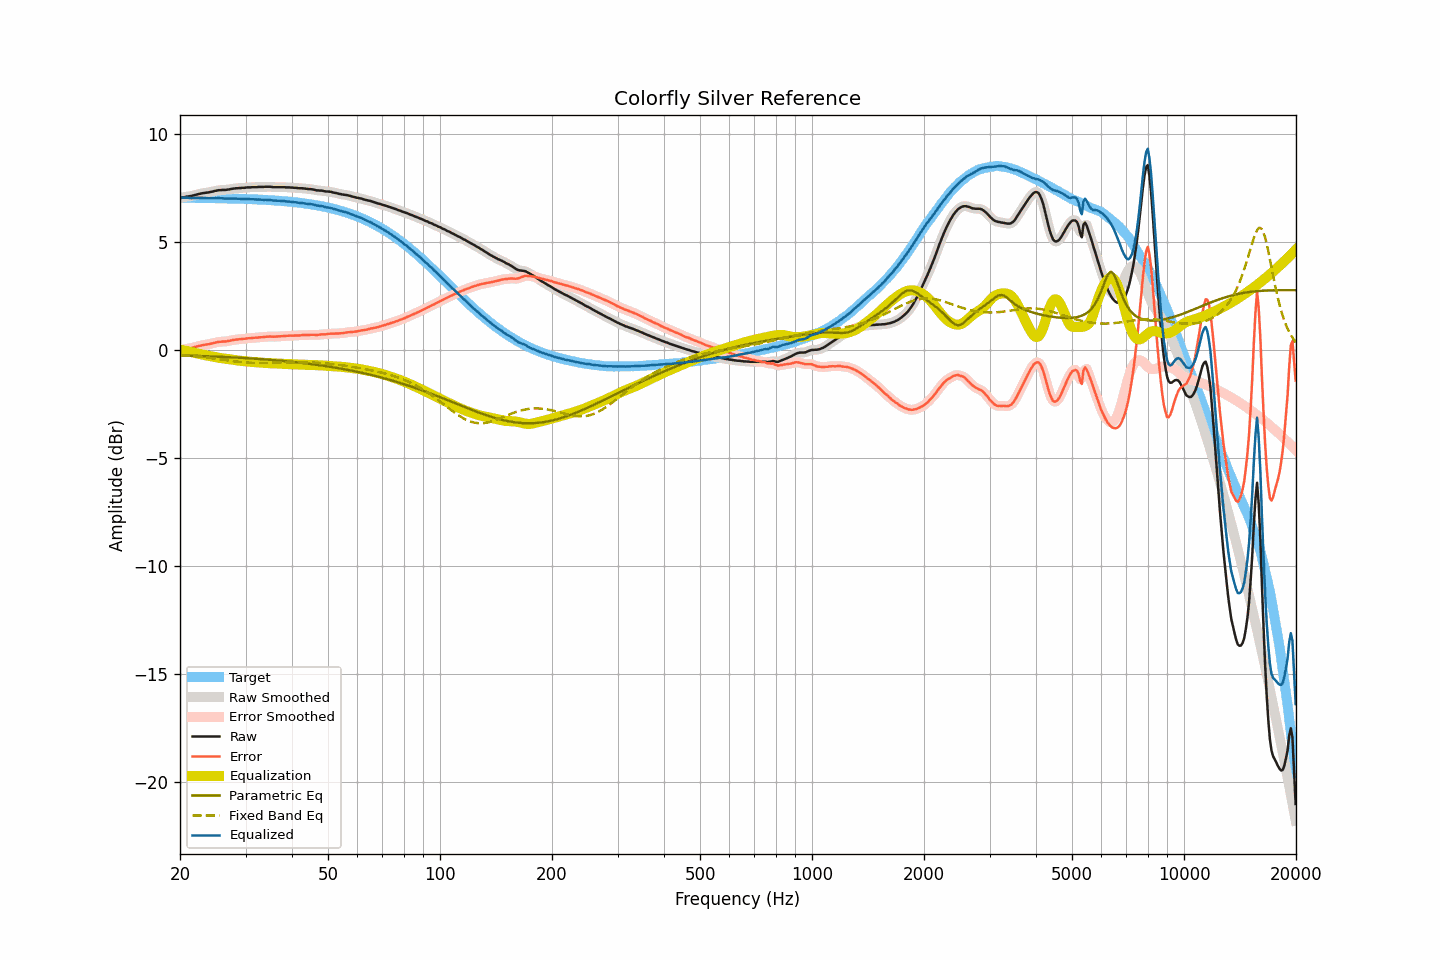 Colorfly Silver Reference
10
5
0
−5
−10
−15
−20
Amplitude (dBr)
Target
Raw Smoothed
Error Smoothed
Raw
Error
Equalization
Parametric Eq
Fixed Band Eq
Equalized
20 50 100 200 500 1000 2000 5000 10000 20000
Frequency (Hz)